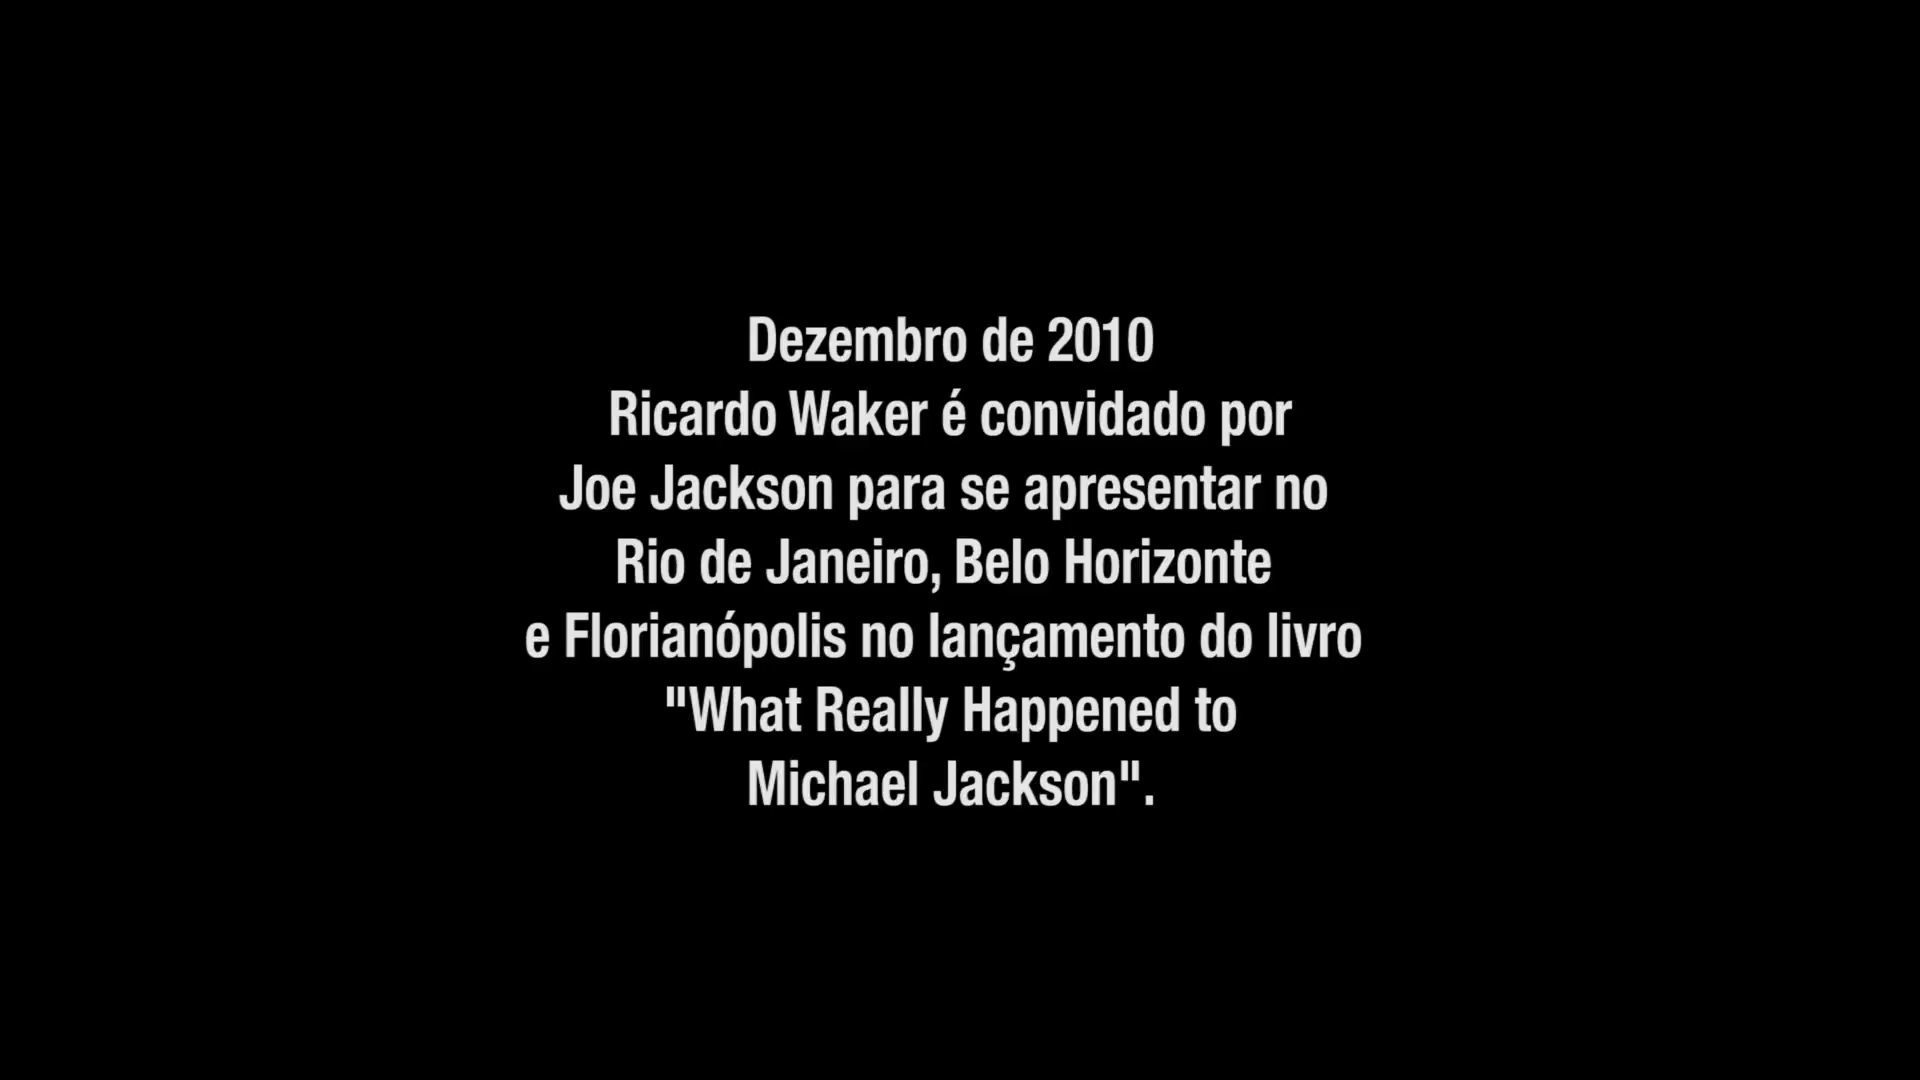 Dezembro de 2010
Ricardo Waker é convidado por
Joe Jackson para se apresentar no
Rio de Janeiro, Belo Horizonte
e Florianópolis no lançamento do livro
"What Really Happened to
Michael Jackson".